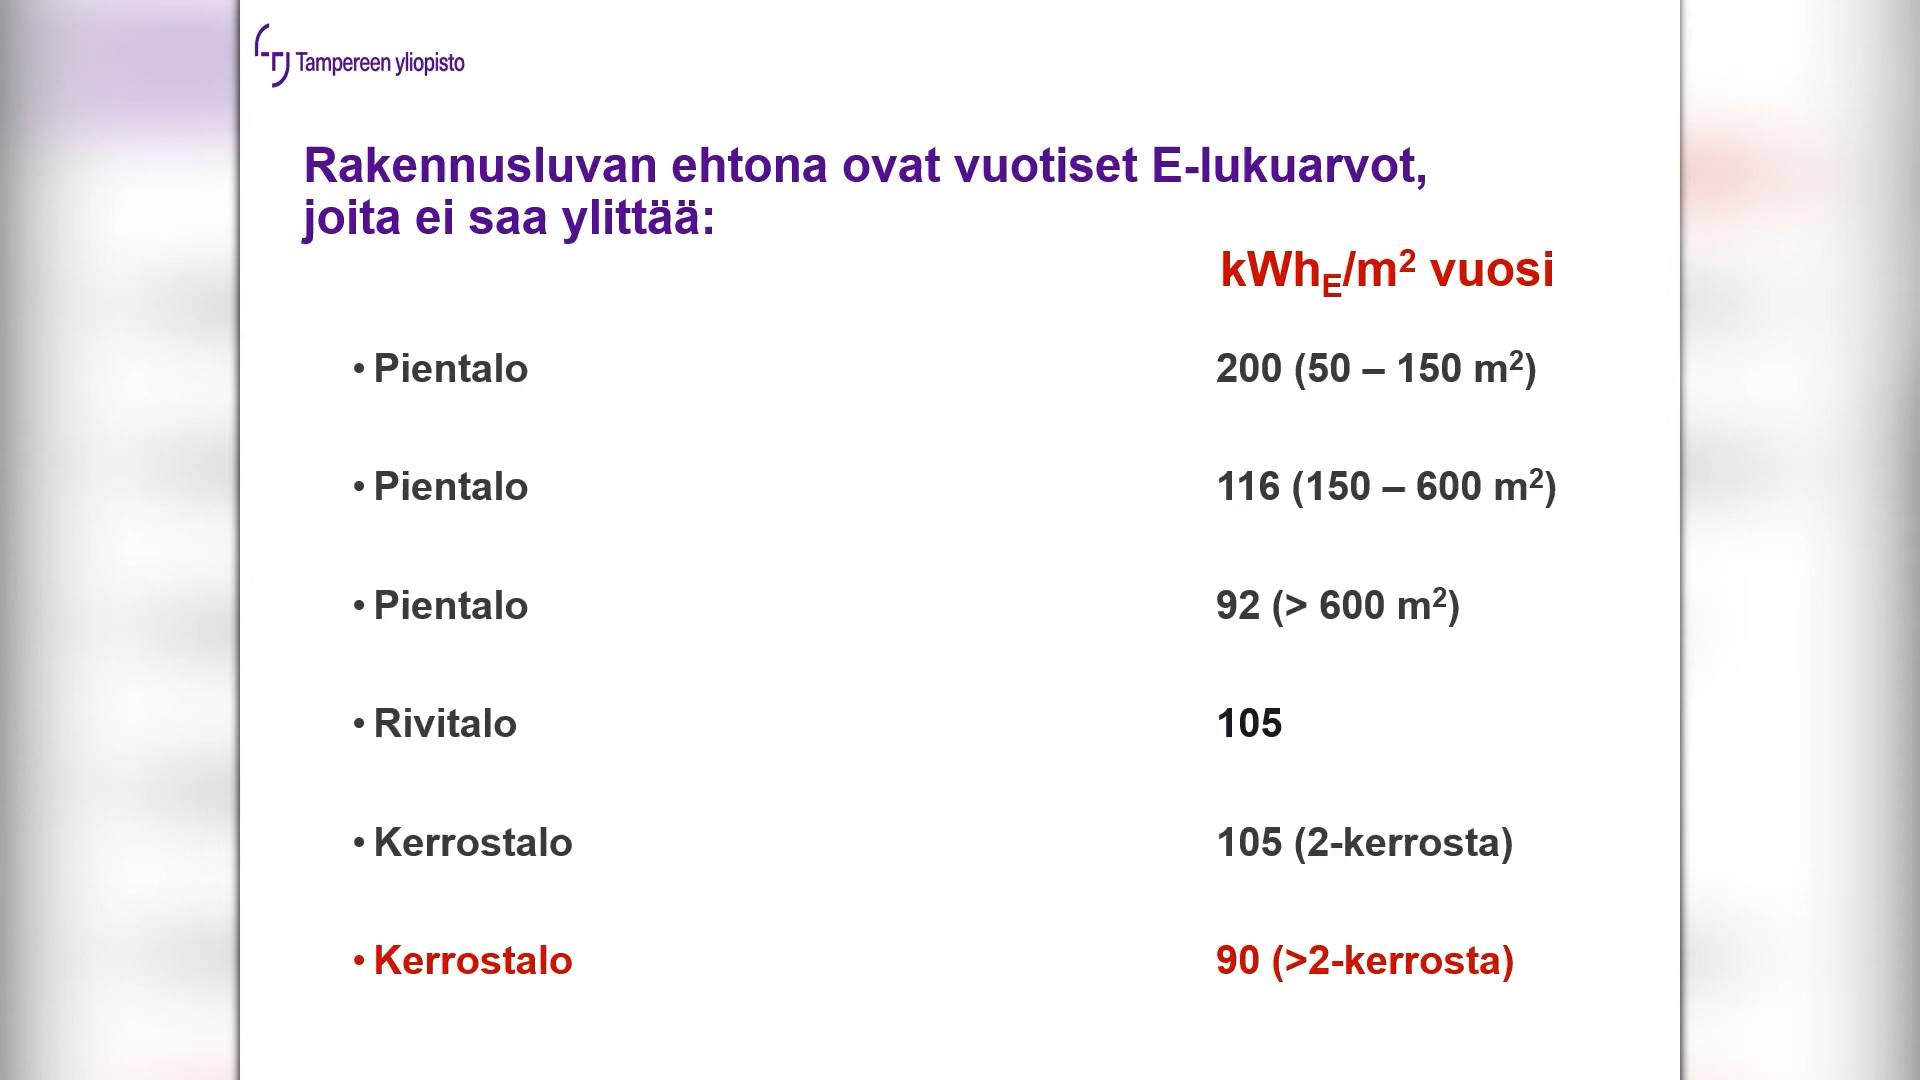 Tampereen yliopisto
Rakennusluvan ehtona ovat vuotiset E-lukuarvot,
joita ei saa ylittää:
kWhE/m² vuosi
• Pientalo 200 (50 – 150 m²)
• Pientalo 116 (150 – 600 m²)
• Pientalo 92 (> 600 m²)
• Rivitalo 105
• Kerrostalo 105 (2-kerrosta)
• Kerrostalo 90 (>2-kerrosta)